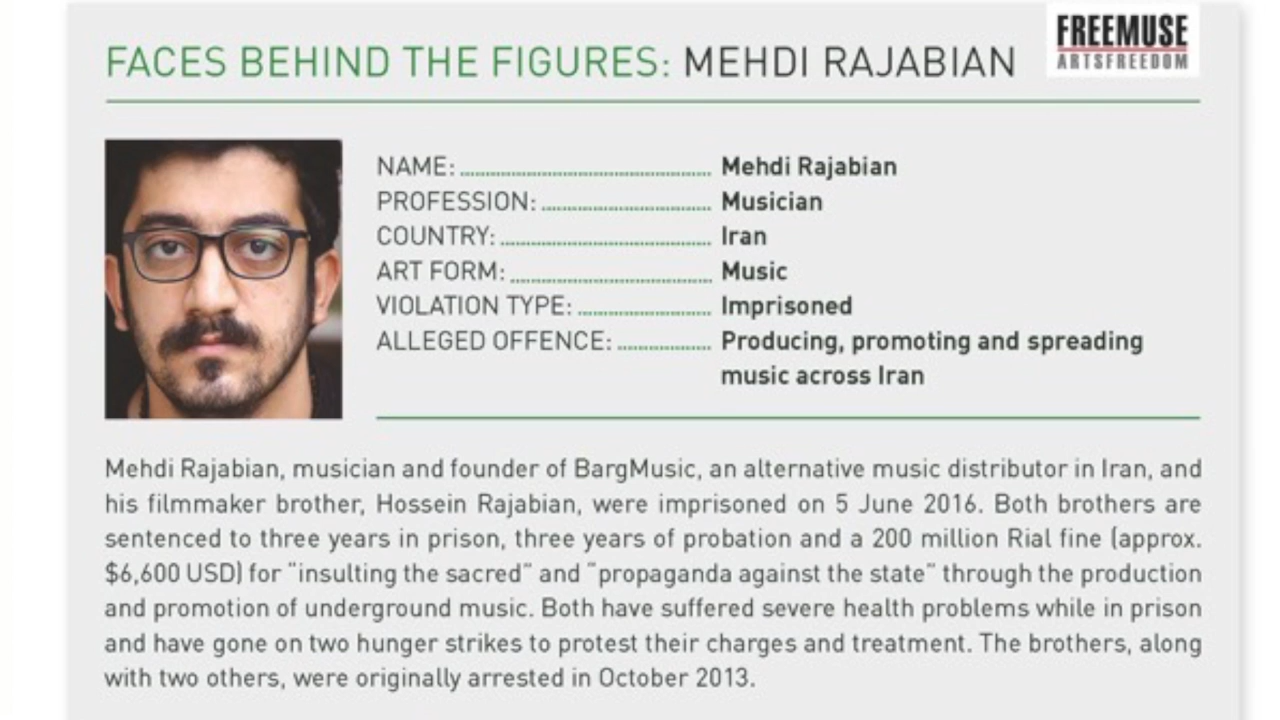 FREEMUSE
ARTSFREEDOM
FACES BEHIND THE FIGURES: MEHDI RAJABIAN
NAME: Mehdi Rajabian
PROFESSION: Musician
COUNTRY: Iran
ART FORM: Music
VIOLATION TYPE: Imprisoned
ALLEGED OFFENCE: Producing, promoting and spreading
music across Iran
Mehdi Rajabian, musician and founder of BargMusic, an alternative music distributor in Iran, and
his filmmaker brother, Hossein Rajabian, were imprisoned on 5 June 2016. Both brothers are
sentenced to three years in prison, three years of probation and a 200 million Rial fine (approx.
$6,600 USD) for “insulting the sacred” and “propaganda against the state” through the production
and promotion of underground music. Both have suffered severe health problems while in prison
and have gone on two hunger strikes to protest their charges and treatment. The brothers, along
with two others, were originally arrested in October 2013.